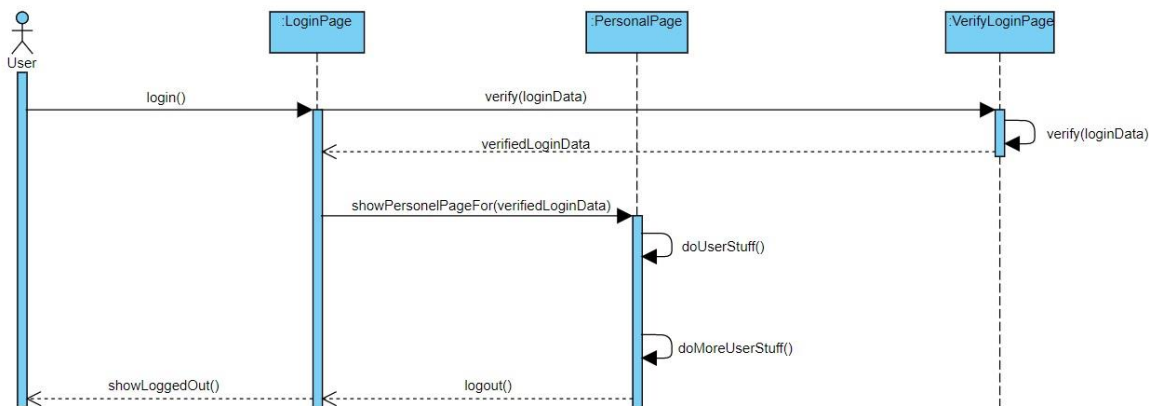 :LoginPage
:PersonalPage
:VerifyLoginPage
User
login()
verify(loginData)
verify(loginData)
verifiedLoginData
showPersonelPageFor(verifiedLoginData)
doUserStuff()
doMoreUserStuff()
showLoggedOut()
logout()